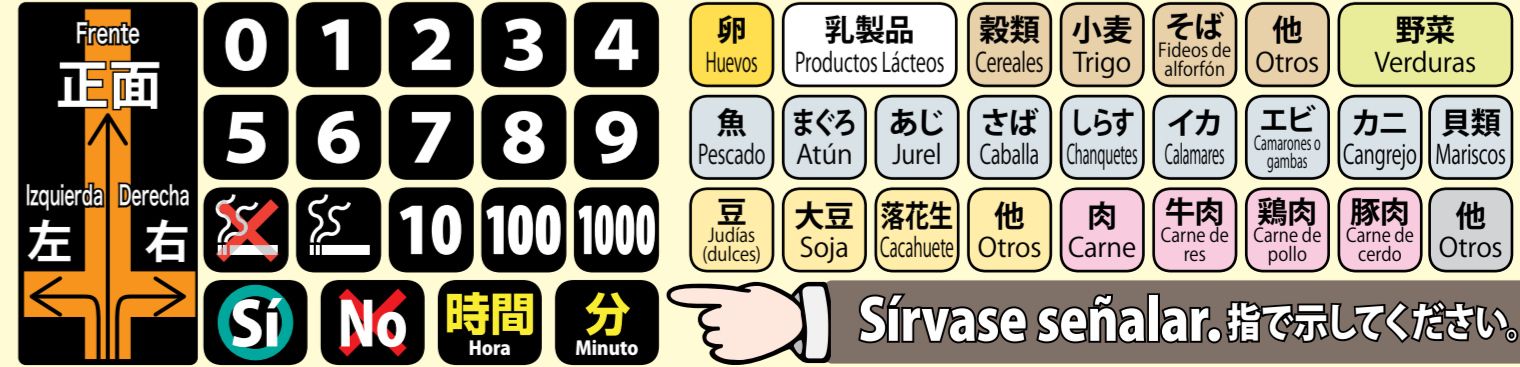 Frente
正面
Izquierda Derecha
左 右
0 1 2 3 4
5 6 7 8 9
10 100 1000
Sí No 時間 分
Hora Minuto
卵
Huevos
乳製品
Productos Lácteos
穀類
Cereales
小麦
Trigo
そば
Fideos de
alforfón
他
Otros
野菜
Verduras
魚
Pescado
まぐろ
Atún
あじ
Jurel
さば
Caballa
しらす
Chanquetes
イカ
Calamares
エビ
Camarones o
gambas
カニ
Cangrejo
貝類
Mariscos
豆
Judías
(dulces)
大豆
Soja
落花生
Cacahuete
他
Otros
肉
Carne
牛肉
Carne de
res
鶏肉
Carne de
pollo
豚肉
Carne de
cerdo
他
Otros
Sírvase señalar. 指で示してください。